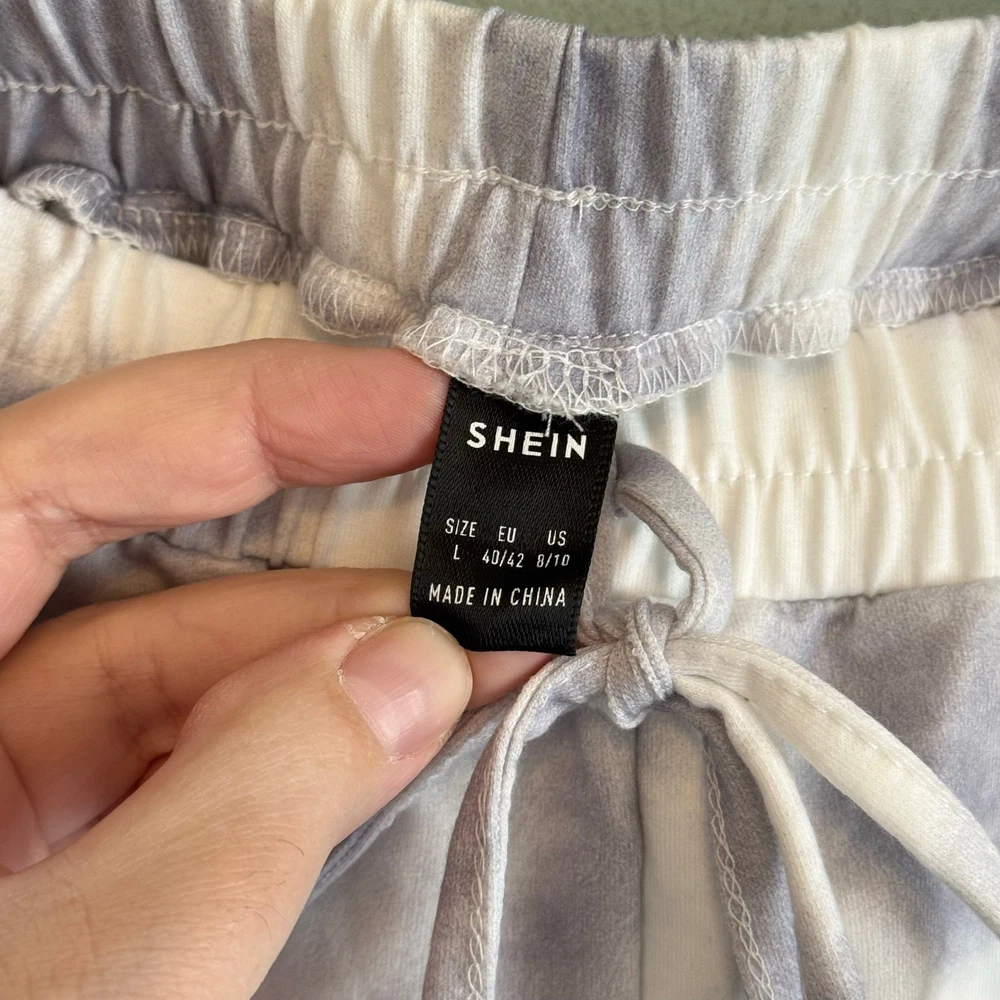 SHEIN
SIZE EU US
L 40/42 8/10
MADE IN CHINA